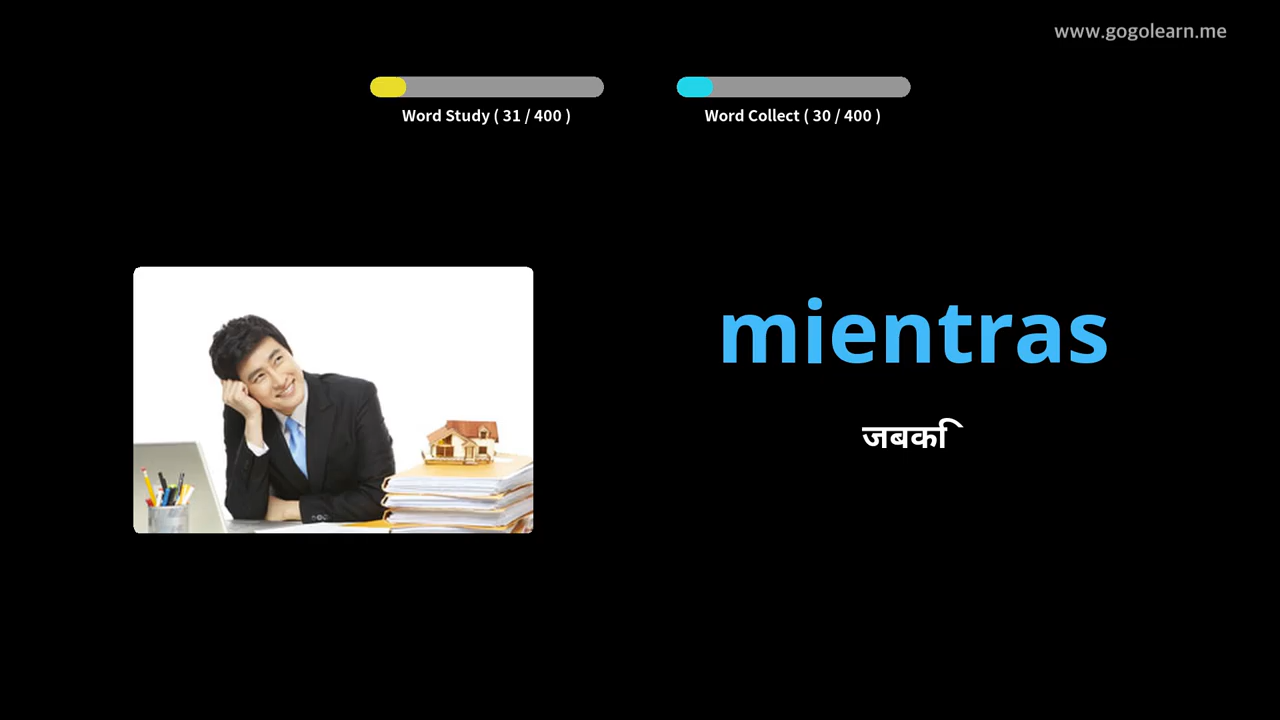 www.gogolearn.me
Word Study ( 31 / 400 )
Word Collect ( 30 / 400 )
mientras
जबकि